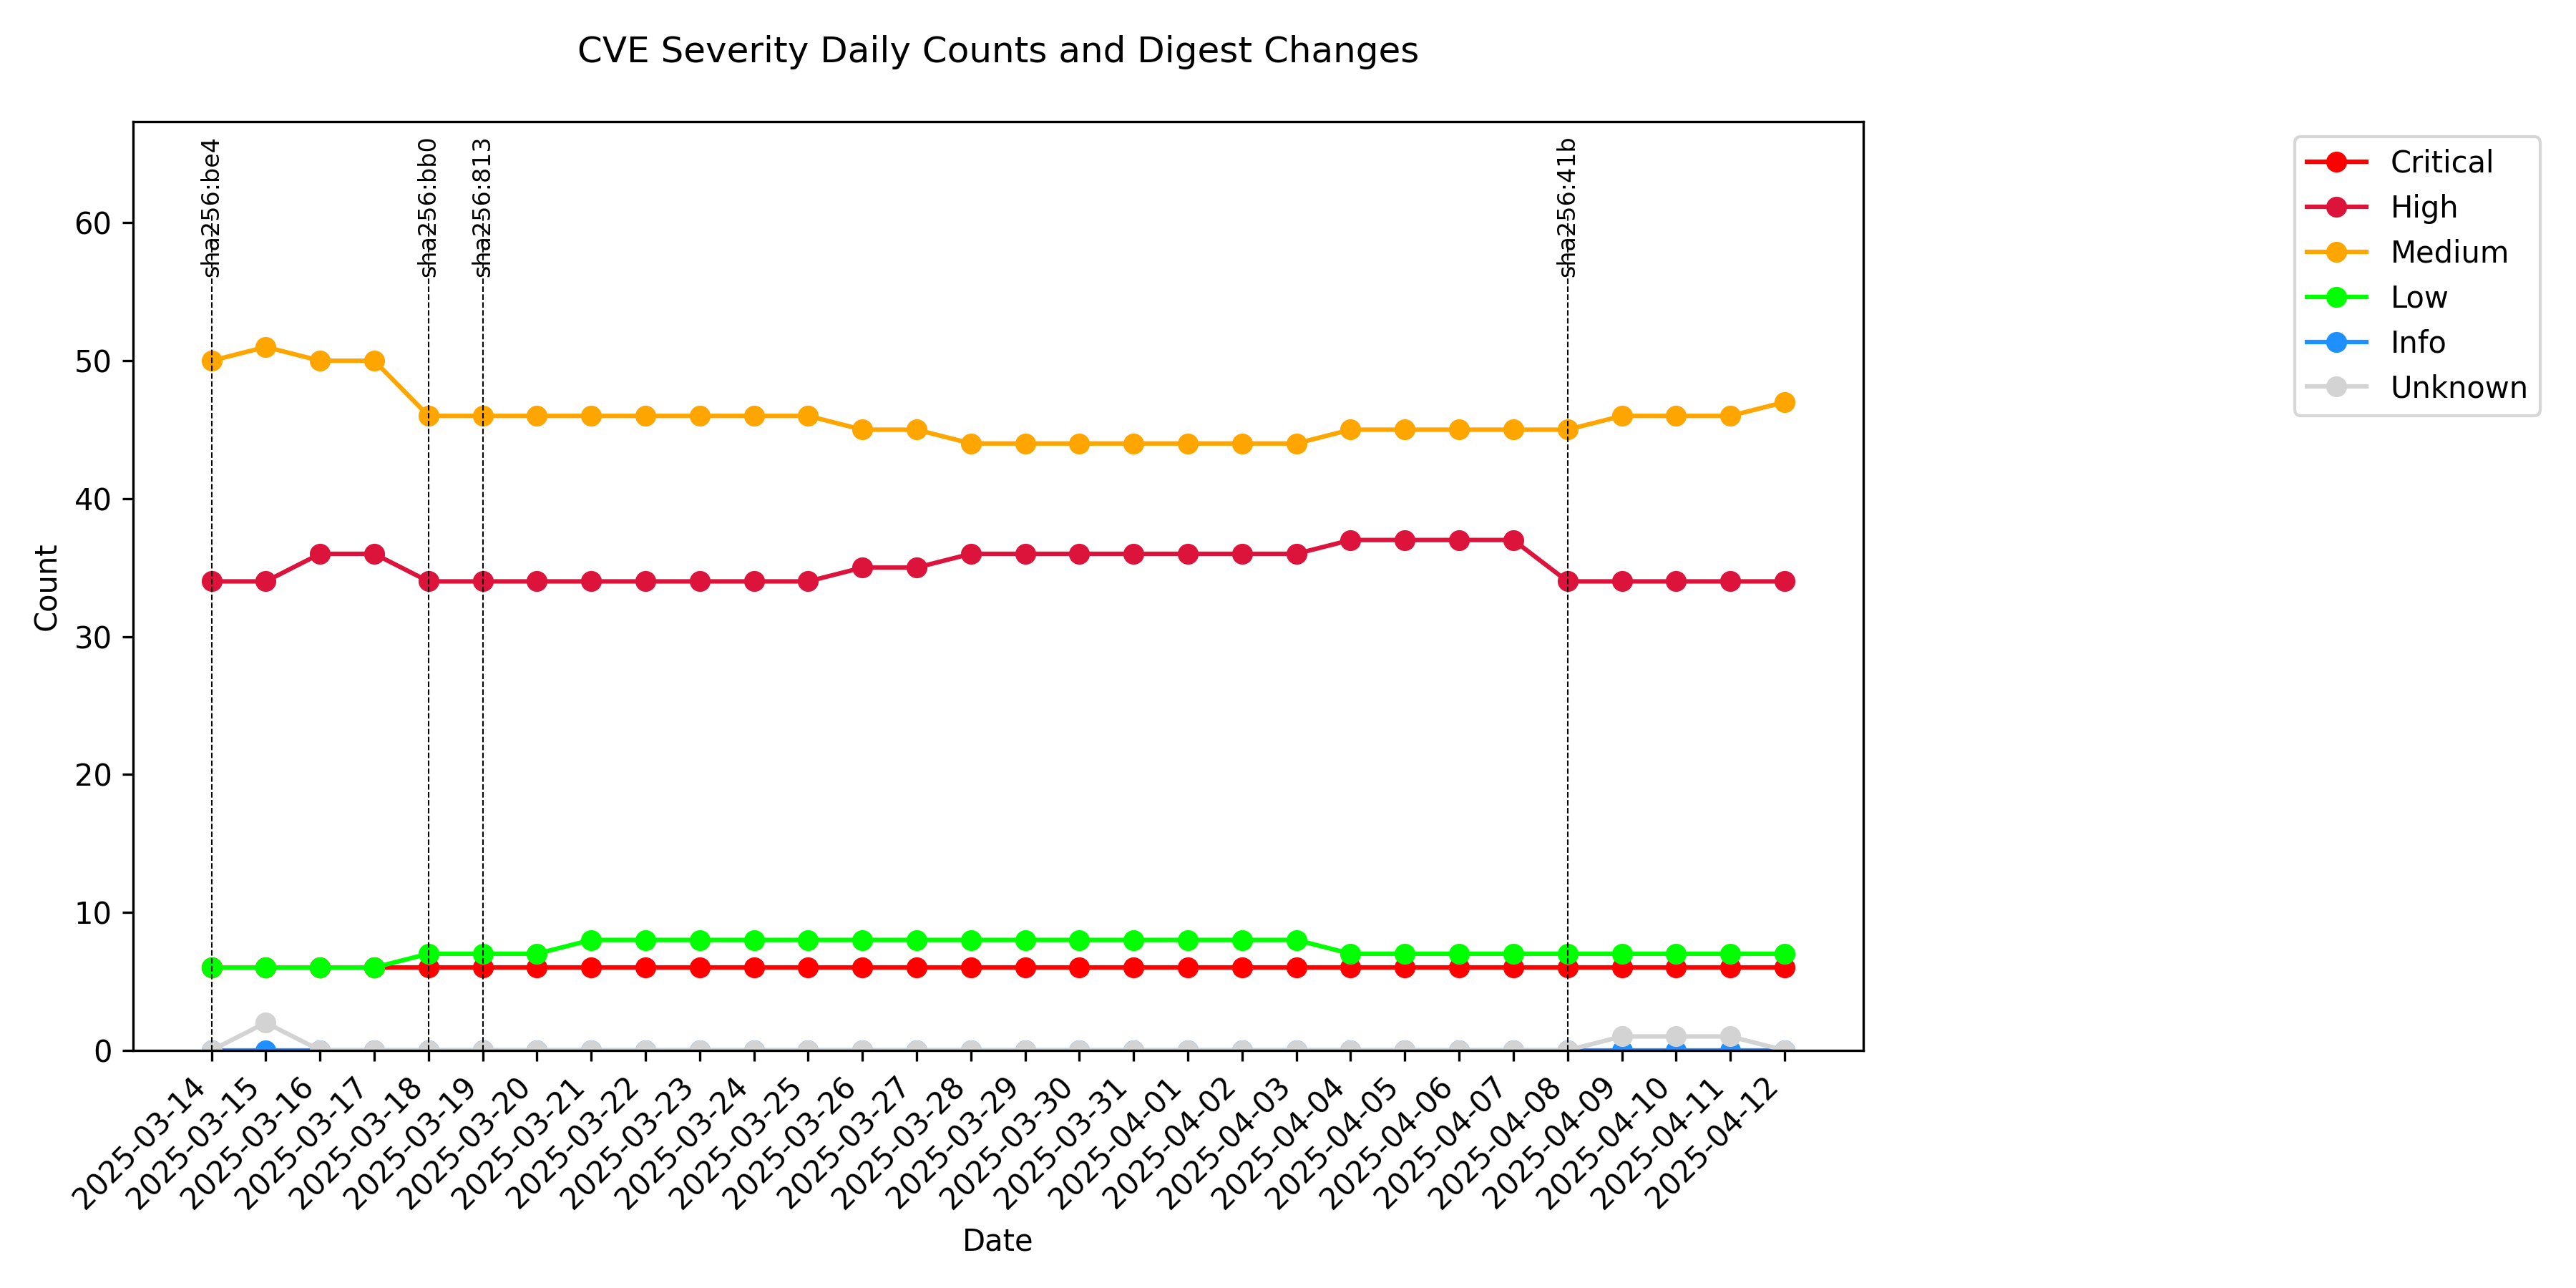 CVE Severity Daily Counts and Digest Changes
sha256:be4
sha256:bb0
sha256:813
sha256:41b
Critical
High
Medium
Low
Info
Unknown
Count
60
50
40
30
20
10
0
2025-03-14
2025-03-15
2025-03-16
2025-03-17
2025-03-18
2025-03-19
2025-03-20
2025-03-21
2025-03-22
2025-03-23
2025-03-24
2025-03-25
2025-03-26
2025-03-27
2025-03-28
2025-03-29
2025-03-30
2025-03-31
2025-04-01
2025-04-02
2025-04-03
2025-04-04
2025-04-05
2025-04-06
2025-04-07
2025-04-08
2025-04-09
2025-04-10
2025-04-11
2025-04-12
Date